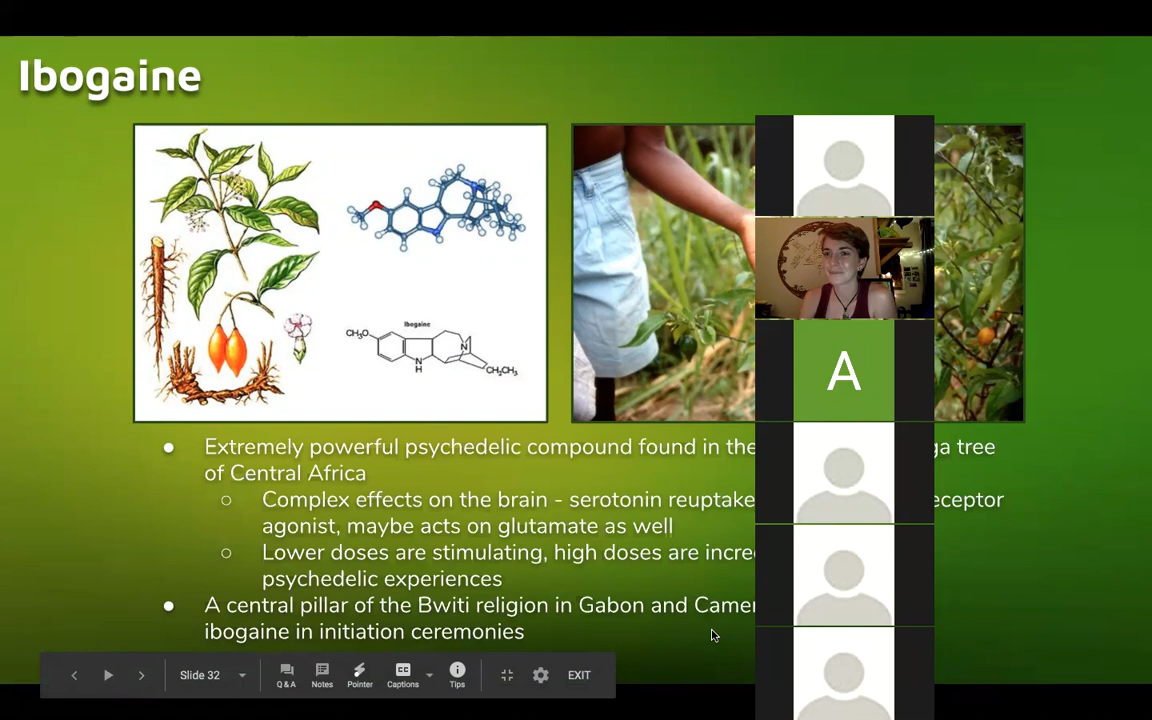 Ibogaine
Ibogaine
CH₃O
N
N
H
CH₂CH₃
A
Extremely powerful psychedelic compound found in the ga tree
of Central Africa
Complex effects on the brain - serotonin reuptake eceptor
agonist, maybe acts on glutamate as well
Lower doses are stimulating, high doses are incre
psychedelic experiences
A central pillar of the Bwiti religion in Gabon and Camer
ibogaine in initiation ceremonies
Slide 32
Q & A
Notes
Pointer
Captions
Tips
EXIT